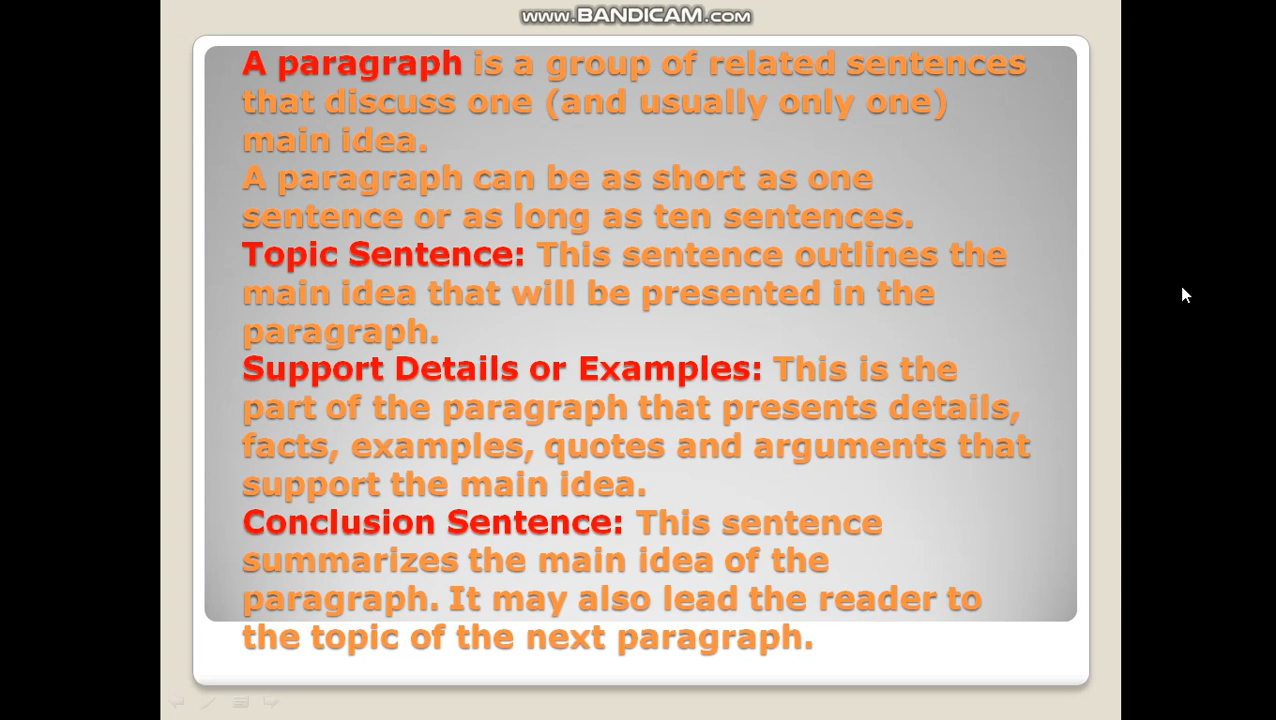 www.BANDICAM.com
A paragraph is a group of related sentences
that discuss one (and usually only one)
main idea.
A paragraph can be as short as one
sentence or as long as ten sentences.
Topic Sentence: This sentence outlines the
main idea that will be presented in the
paragraph.
Support Details or Examples: This is the
part of the paragraph that presents details,
facts, examples, quotes and arguments that
support the main idea.
Conclusion Sentence: This sentence
summarizes the main idea of the
paragraph. It may also lead the reader to
the topic of the next paragraph.